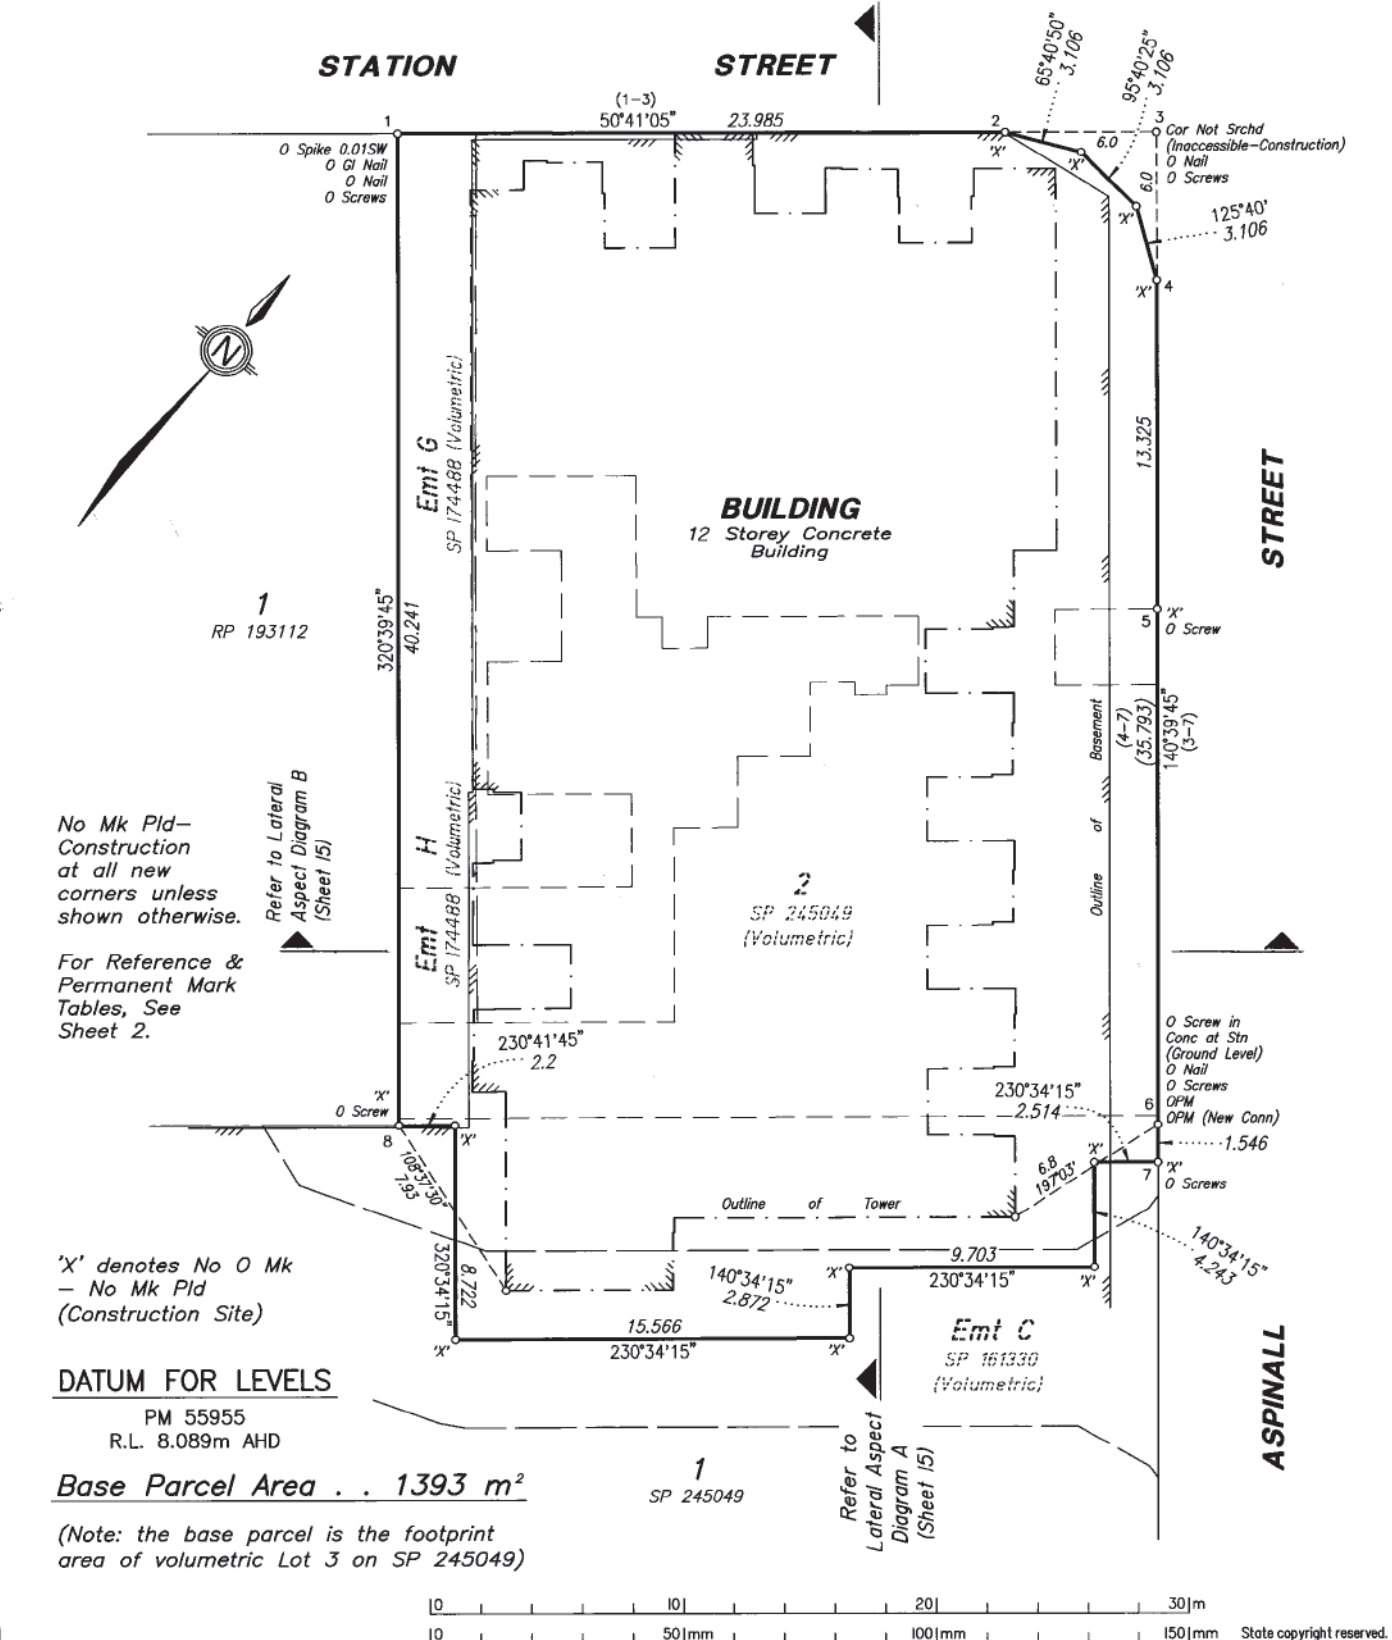 STATION STREET
(1-3)
50°41'05" 23.985
65°40'50"
3.106
95°40'25"
3.106
1
2
3
'X'
Cor Not Srchd
(Inaccessible-Construction)
O Nail
O Screws
6.0
6.0
'X'
'X'
125°40'
3.106
'X' 4
O Spike 0.01SW
O GI Nail
O Nail
O Screws
N
Emt G
SP 174488 (Volumetric)
BUILDING
12 Storey Concrete
Building
13.325
STREET
1
RP 193112
320°39'45"
40.241
5 'X'
O Screw
Outline of Basement
(4-7)
(35.793)
140°39'45"
(3-7)
No Mk Pld-
Construction
at all new
corners unless
shown otherwise.
Refer to Lateral
Aspect Diagram B
(Sheet 15)
Emt H
SP 174488 (Volumetric)
2
SP 245049
(Volumetric)
For Reference &
Permanent Mark
Tables, See
Sheet 2.
230°41'45"
2.2
O Screw in
Conc at Stn
(Ground Level)
O Nail
O Screws
OPM
OPM (New Conn)
6
230°34'15"
2.514
1.546
'X'
O Screw
8
'X'
'X'
7 'X'
O Screws
108°37'30"
7.93
6.8
197°03'
Outline of Tower
140°34'15"
4.243
'X' denotes No O Mk
- No Mk Pld
(Construction Site)
320°34'15"
8.722
140°34'15"
2.872
'X'
9.703
230°34'15"
'X'
'X'
15.566
230°34'15"
'X'
Emt C
SP 161330
(Volumetric)
ASPINALL
DATUM FOR LEVELS
PM 55955
R.L. 8.089m AHD
Base Parcel Area . . 1393 m²
(Note: the base parcel is the footprint
area of volumetric Lot 3 on SP 245049)
1
SP 245049
Refer to
Lateral Aspect
Diagram A
(Sheet 15)
0 10 20 30 m
0 50 mm 100 mm 150 mm State copyright reserved.